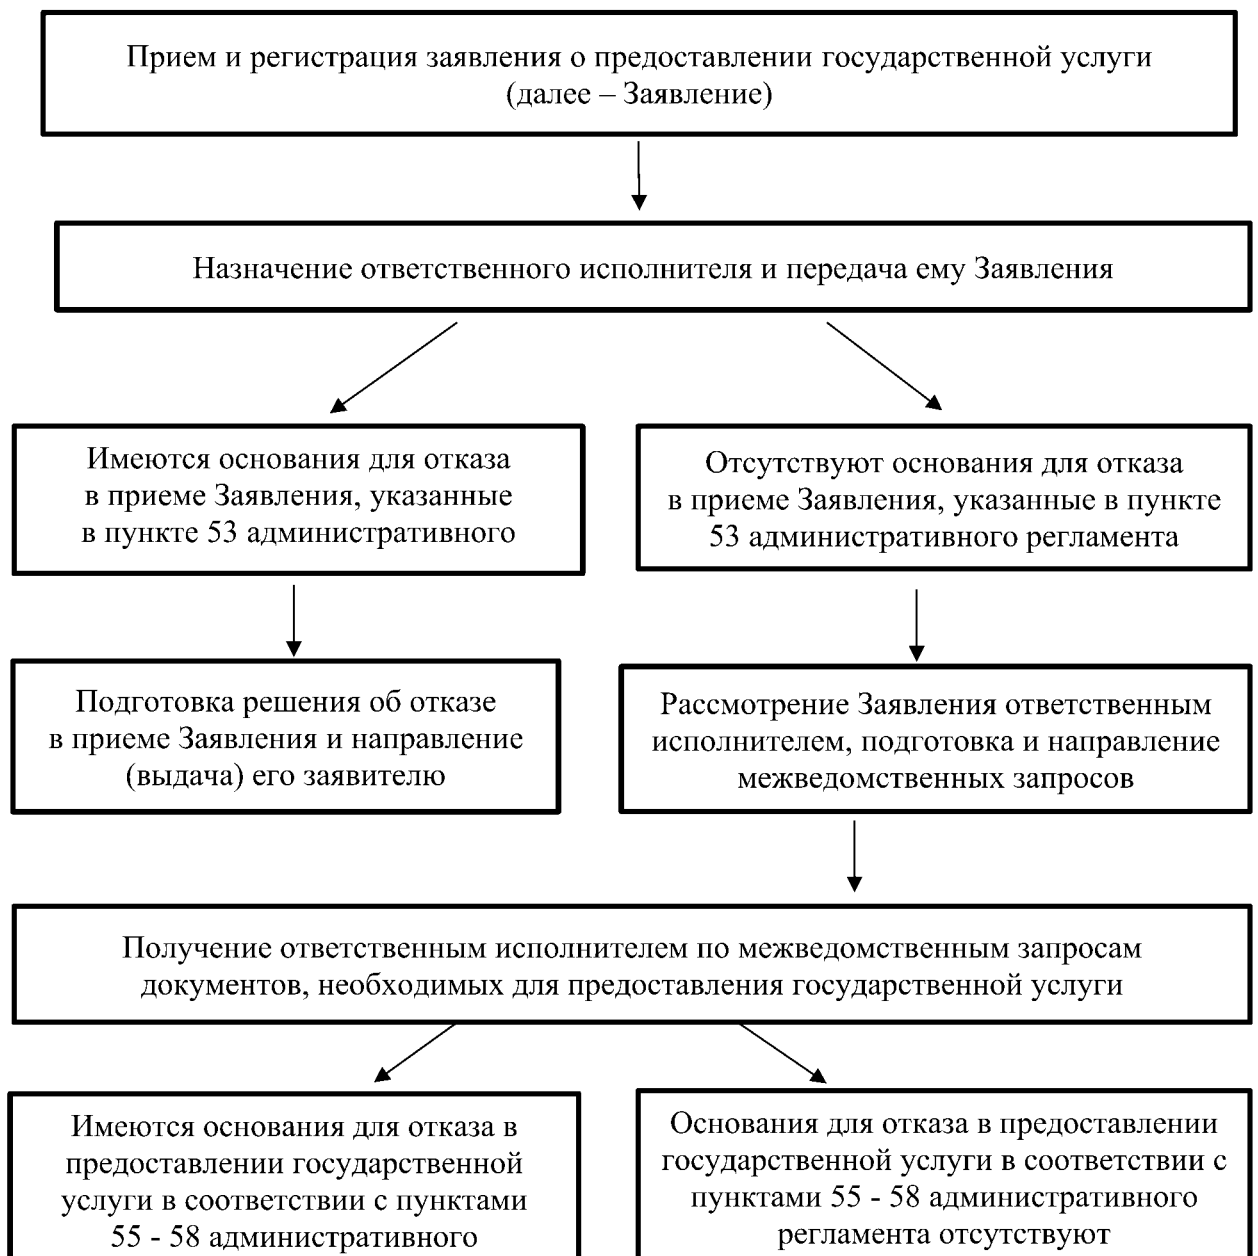 Прием и регистрация заявления о предоставлении государственной услуги
(далее – Заявление)
Назначение ответственного исполнителя и передача ему Заявления
Имеются основания для отказа
в приеме Заявления, указанные
в пункте 53 административного
Отсутствуют основания для отказа
в приеме Заявления, указанные в пункте
53 административного регламента
Подготовка решения об отказе
в приеме Заявления и направление
(выдача) его заявителю
Рассмотрение Заявления ответственным
исполнителем, подготовка и направление
межведомственных запросов
Получение ответственным исполнителем по межведомственным запросам
документов, необходимых для предоставления государственной услуги
Имеются основания для отказа в
предоставлении государственной
услуги в соответствии с пунктами
55 - 58 административного
Основания для отказа в предоставлении
государственной услуги в соответствии с
пунктами 55 - 58 административного
регламента отсутствуют